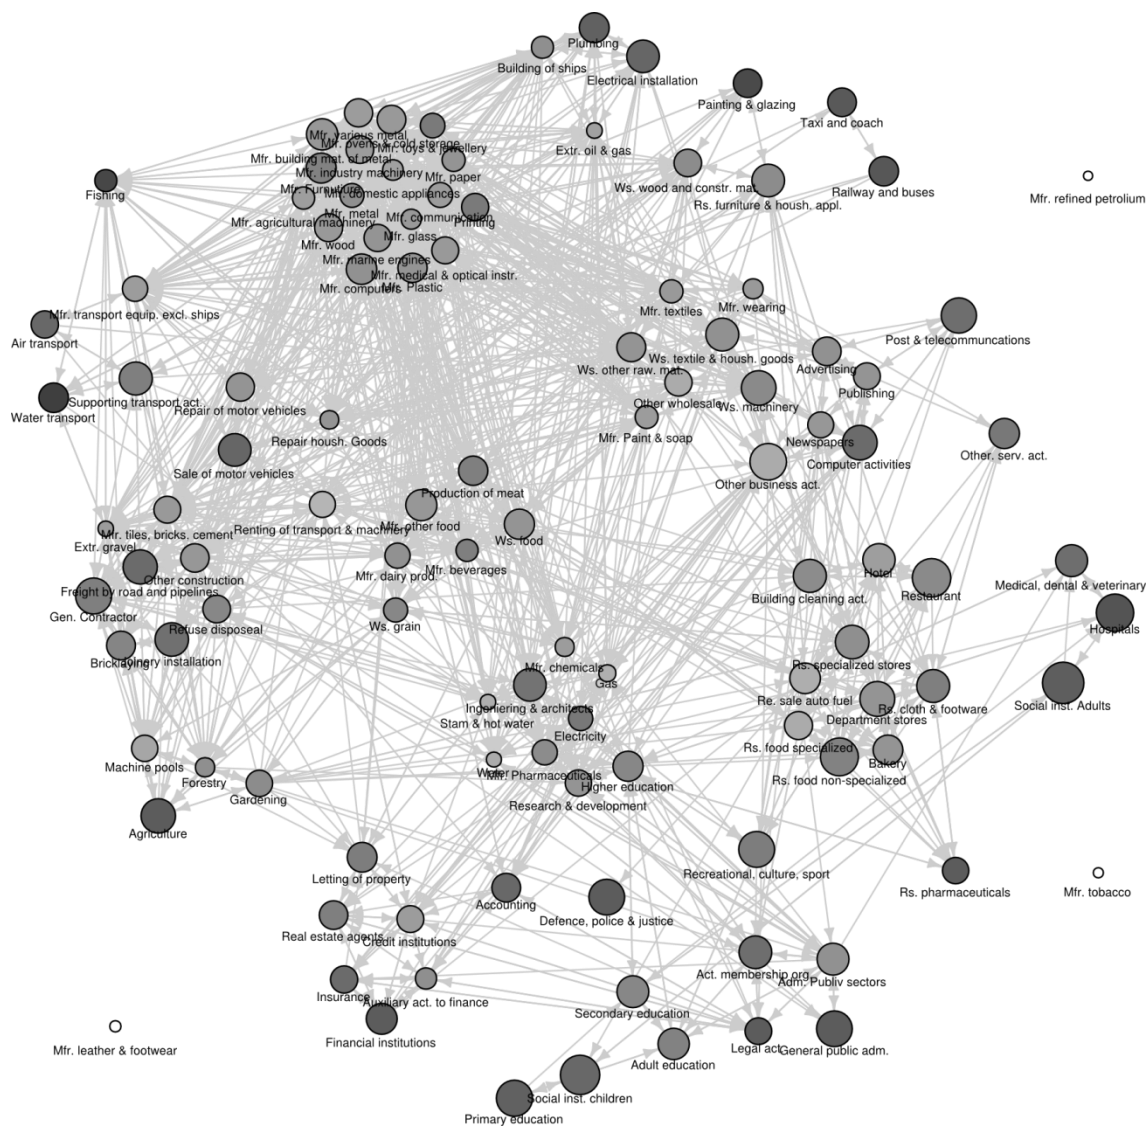 Plumbing
Building of ships
Electrical installation
Painting & glazing
Taxi and coach
Mfr. various metal
Mfr. ovens & cold storage
Mfr. toys & jewellery
Extr. oil & gas
Mfr. building mat. of metal
Mfr. industry machinery
Mfr. paper
Ws. wood and constr. mat.
Railway and buses
Fishing
Mfr. Furnuture
Mfr. domestic appliances
Rs. furniture & housh. appl.
Mfr. refined petrolium
Mfr. metal
Mfr. communication
Printing
Mfr. agricultural machinery
Mfr. glass
Mfr. wood
Mfr. marine engines
Mfr. medical & optical instr.
Mfr. computers
Mfr. Plastic
Mfr. textiles
Mfr. wearing
Mfr. transport equip. excl. ships
Air transport
Post & telecommuncations
Ws. textile & housh. goods
Ws. other raw. mat.
Advertising
Supporting transport act.
Publishing
Water transport
Repair of motor vehicles
Other wholesale
Ws. machinery
Repair housh. Goods
Mfr. Paint & soap
Newspapers
Other. serv. act.
Sale of motor vehicles
Computer activities
Production of meat
Other business act.
Renting of transport & machinery
Mfr. other food
Mfr. tiles, bricks. cement
Ws. food
Extr. gravel
Mfr. beverages
Mfr. dairy prod.
Hotel
Other construction
Freight by road and pipelines
Building cleaning act.
Restaurant
Medical, dental & veterinary
Gen. Contractor
Refuse disposeal
Ws. grain
Hospitals
Bricklaying
Joinery installation
Mfr. chemicals
Gas
Rs. specialized stores
Ingeniering & architects
Re. sale auto fuel
Rs. cloth & footware
Social inst. Adults
Stam & hot water
Department stores
Electricity
Rs. food specialized
Machine pools
Water
Mfr. Pharmaceuticals
Bakery
Forestry
Higher education
Rs. food non-specialized
Gardening
Research & development
Agriculture
Letting of property
Recreational, culture, sport
Rs. pharmaceuticals
Mfr. tobacco
Accounting
Defence, police & justice
Real estate agents
Credit institutions
Act. membership org.
Adm. Publiv sectors
Insurance
Auxiliary act. to finance
Secondary education
Financial institutions
Mfr. leather & footwear
Legal act.
General public adm.
Adult education
Social inst. children
Primary education